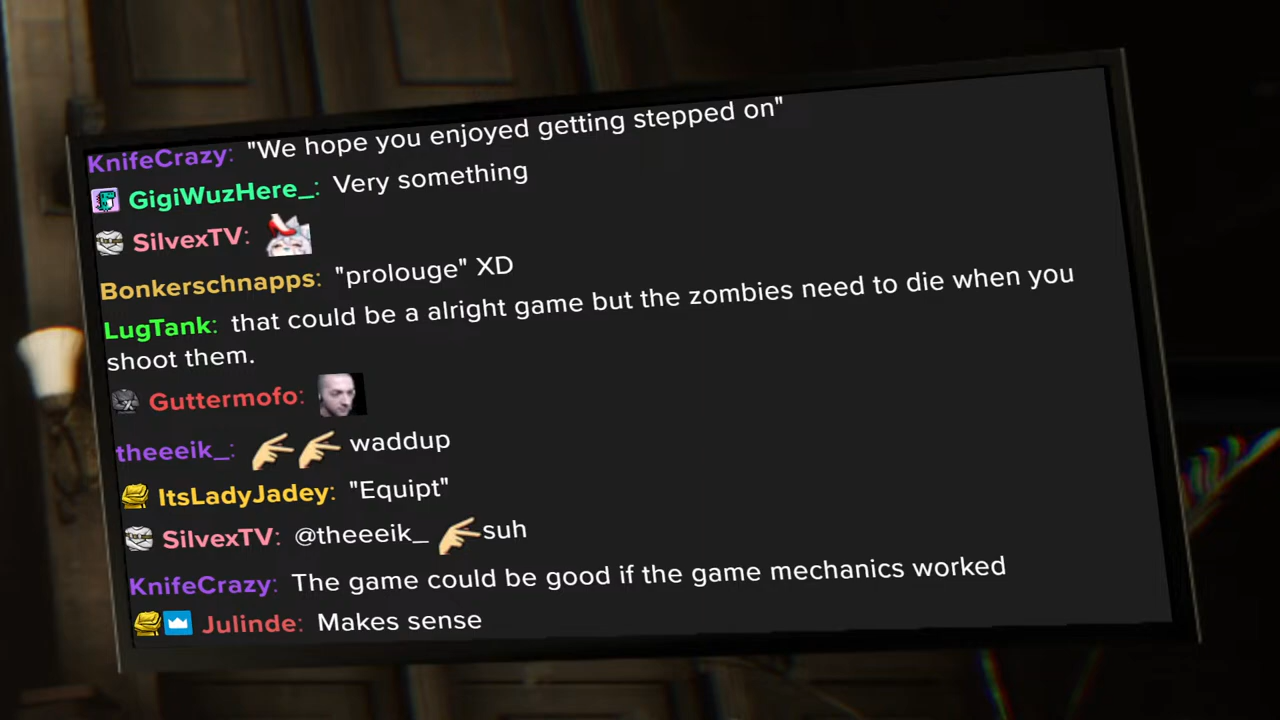 KnifeCrazy: "We hope you enjoyed getting stepped on"
GigiWuzHere_: Very something
SilvexTV:
Bonkerschnapps: "prolouge" XD
LugTank: that could be a alright game but the zombies need to die when you
shoot them.
Guttermofo:
theeeik_: waddup
ItsLadyJadey: "Equipt"
SilvexTV: @theeeik_ suh
KnifeCrazy: The game could be good if the game mechanics worked
Julinde: Makes sense